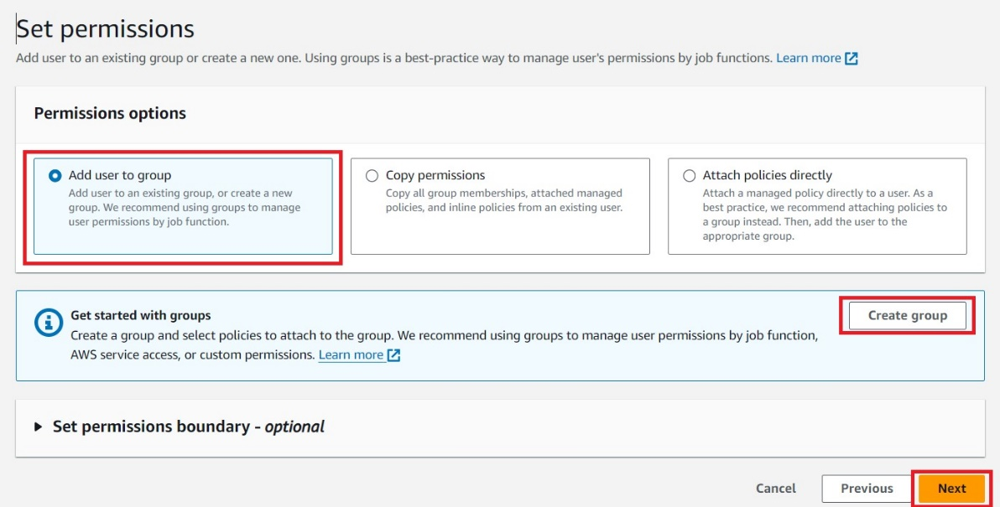 Set permissions
Add user to an existing group or create a new one. Using groups is a best-practice way to manage user's permissions by job functions. Learn more
Permissions options
Add user to group
Add user to an existing group, or create a new
group. We recommend using groups to manage
user permissions by job function.
Copy permissions
Copy all group memberships, attached managed
policies, and inline policies from an existing user.
Attach policies directly
Attach a managed policy directly to a user. As a
best practice, we recommend attaching policies to
a group instead. Then, add the user to the
appropriate group.
Get started with groups
Create a group and select policies to attach to the group. We recommend using groups to manage user permissions by job function,
AWS service access, or custom permissions. Learn more
Create group
Set permissions boundary - optional
Cancel
Previous
Next